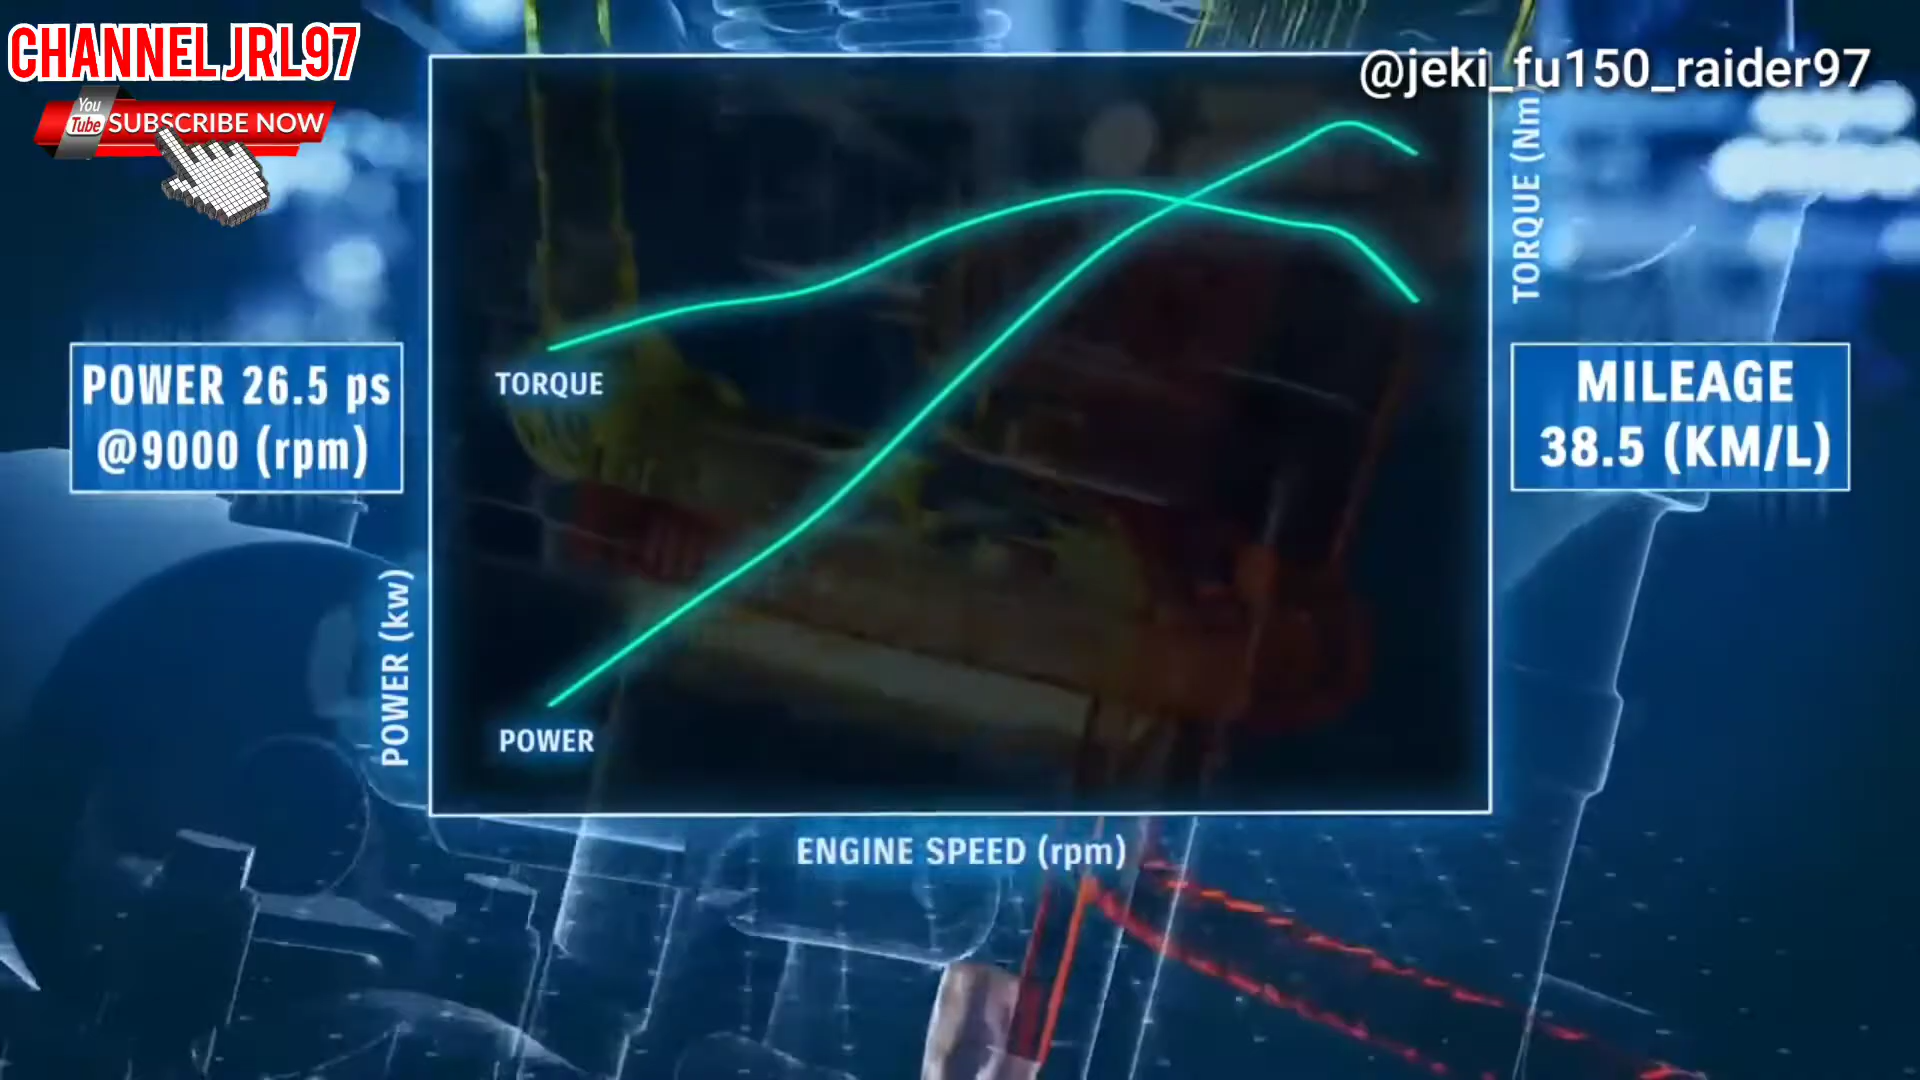 CHANNEL JRL97
You
Tube
SUBSCRIBE NOW
@jeki_fu150_raider97
TORQUE (Nm)
POWER 26.5 ps
@9000 (rpm)
MILEAGE
38.5 (KM/L)
TORQUE
POWER (kw)
POWER
ENGINE SPEED (rpm)